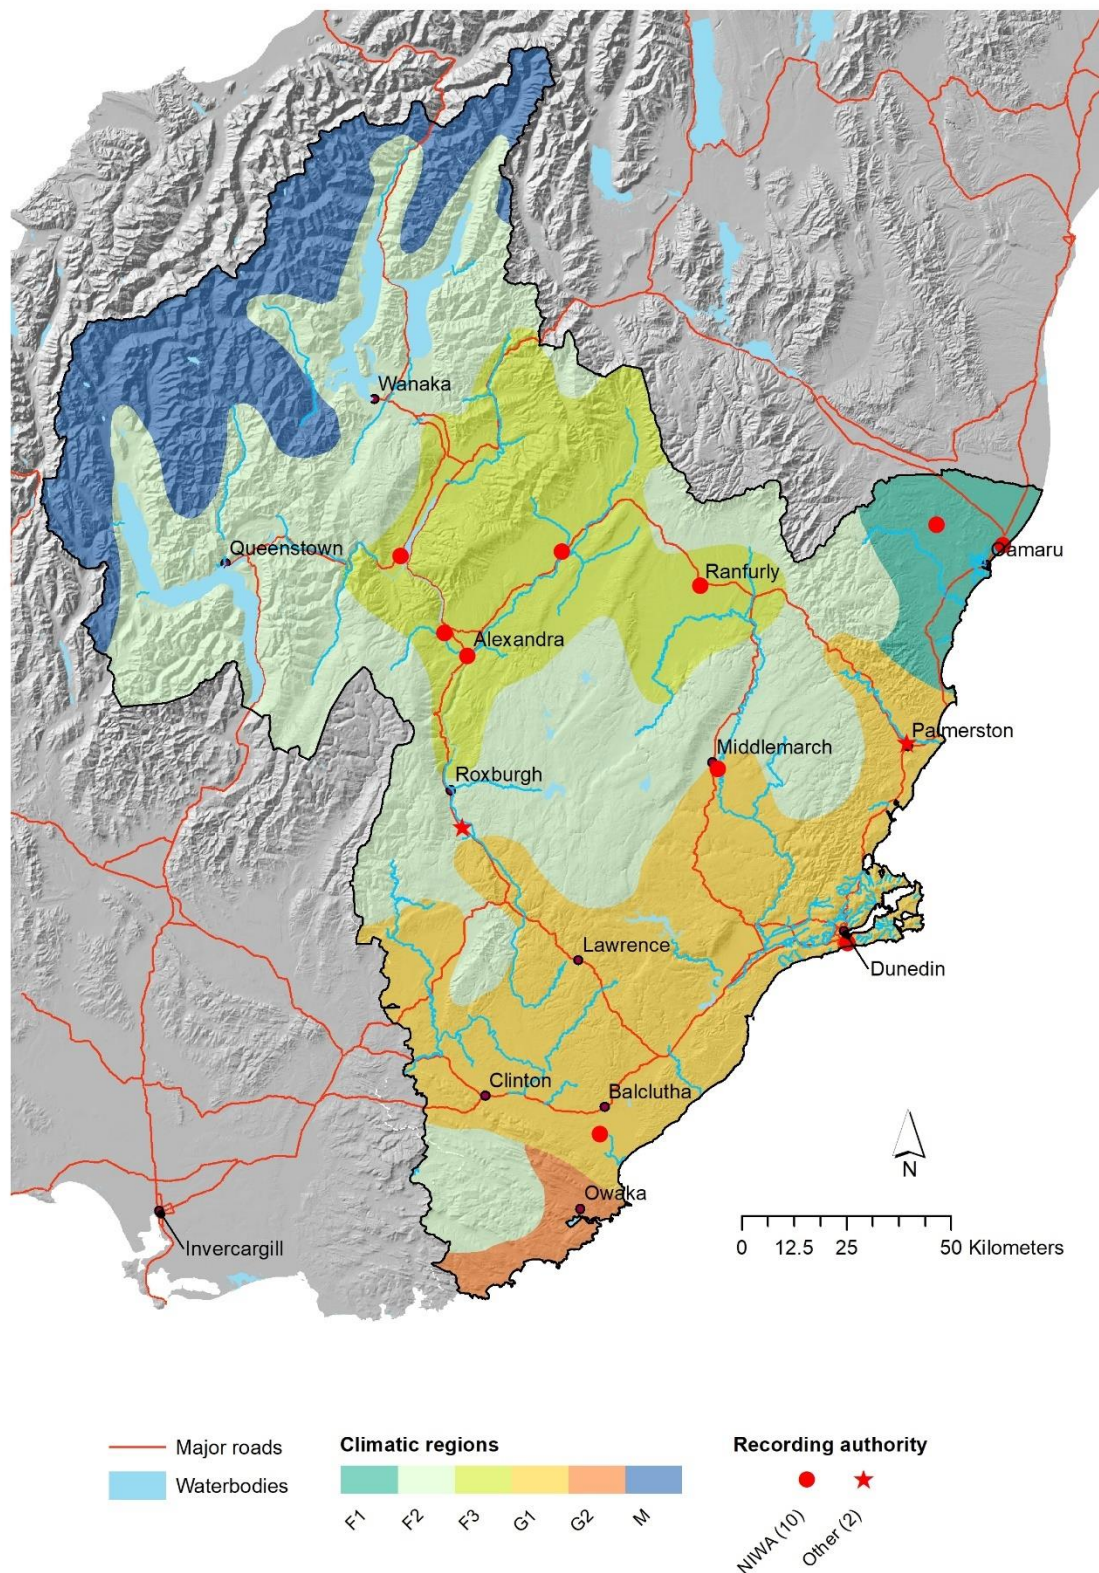 Wanaka
Queenstown
Oamaru
Ranfurly
Alexandra
Palmerston
Middlemarch
Roxburgh
Lawrence
Dunedin
Clinton
Balclutha
N
Owaka
Invercargill
0 12.5 25 50 Kilometers
Major roads
Waterbodies
Climatic regions
F1 F2 F3 G1 G2 M
Recording authority
NIWA (10)
Other (2)